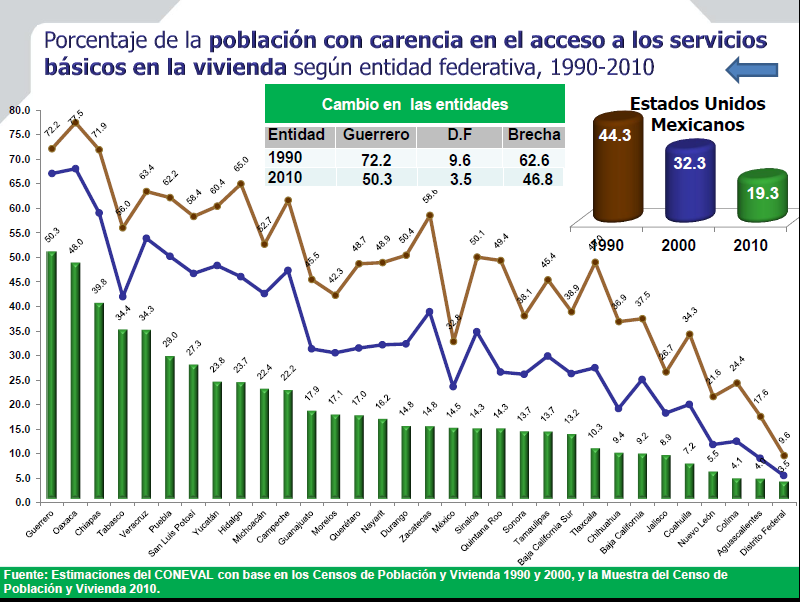 Porcentaje de la población con carencia en el acceso a los servicios
básicos en la vivienda según entidad federativa, 1990-2010
Cambio en  las entidades
Entidad Guerrero D.F Brecha
1990 72.2 9.6 62.6
2010 50.3 3.5 46.8
Estados Unidos
Mexicanos
44.3
32.3
19.3
1990 2000 2010
80.0
75.0
70.0
65.0
60.0
55.0
50.0
45.0
40.0
35.0
30.0
25.0
20.0
15.0
10.0
5.0
0.0
72.2 77.5 71.9 56.0 63.4 62.2 58.4 60.4 65.0 52.7 45.5 42.3 48.7 48.9 50.4 58.6 32.8 50.1 49.4 38.1 45.4 38.9 36.9 37.5 26.7 34.3 21.6 24.4 17.6 9.6
50.3 48.0 39.8 34.4 34.3 29.0 27.3 23.8 23.7 22.4 22.2 17.9 17.1 17.0 16.2 14.8 14.8 14.5 14.3 14.3 13.7 13.7 13.2 10.3 9.4 9.2 8.9 7.2 5.5 4.1 3.5
Guerrero
Oaxaca
Chiapas
Tabasco
Veracruz
Puebla
San Luis Potosí
Yucatán
Hidalgo
Michoacán
Campeche
Guanajuato
Morelos
Querétaro
Nayarit
Durango
Zacatecas
México
Sinaloa
Quintana Roo
Sonora
Tamaulipas
Baja California Sur
Tlaxcala
Chihuahua
Baja California
Jalisco
Coahuila
Nuevo León
Colima
Aguascalientes
Distrito Federal
Fuente: Estimaciones del CONEVAL con base en los Censos de Población y Vivienda 1990 y 2000, y la Muestra del Censo de
Población y Vivienda 2010.